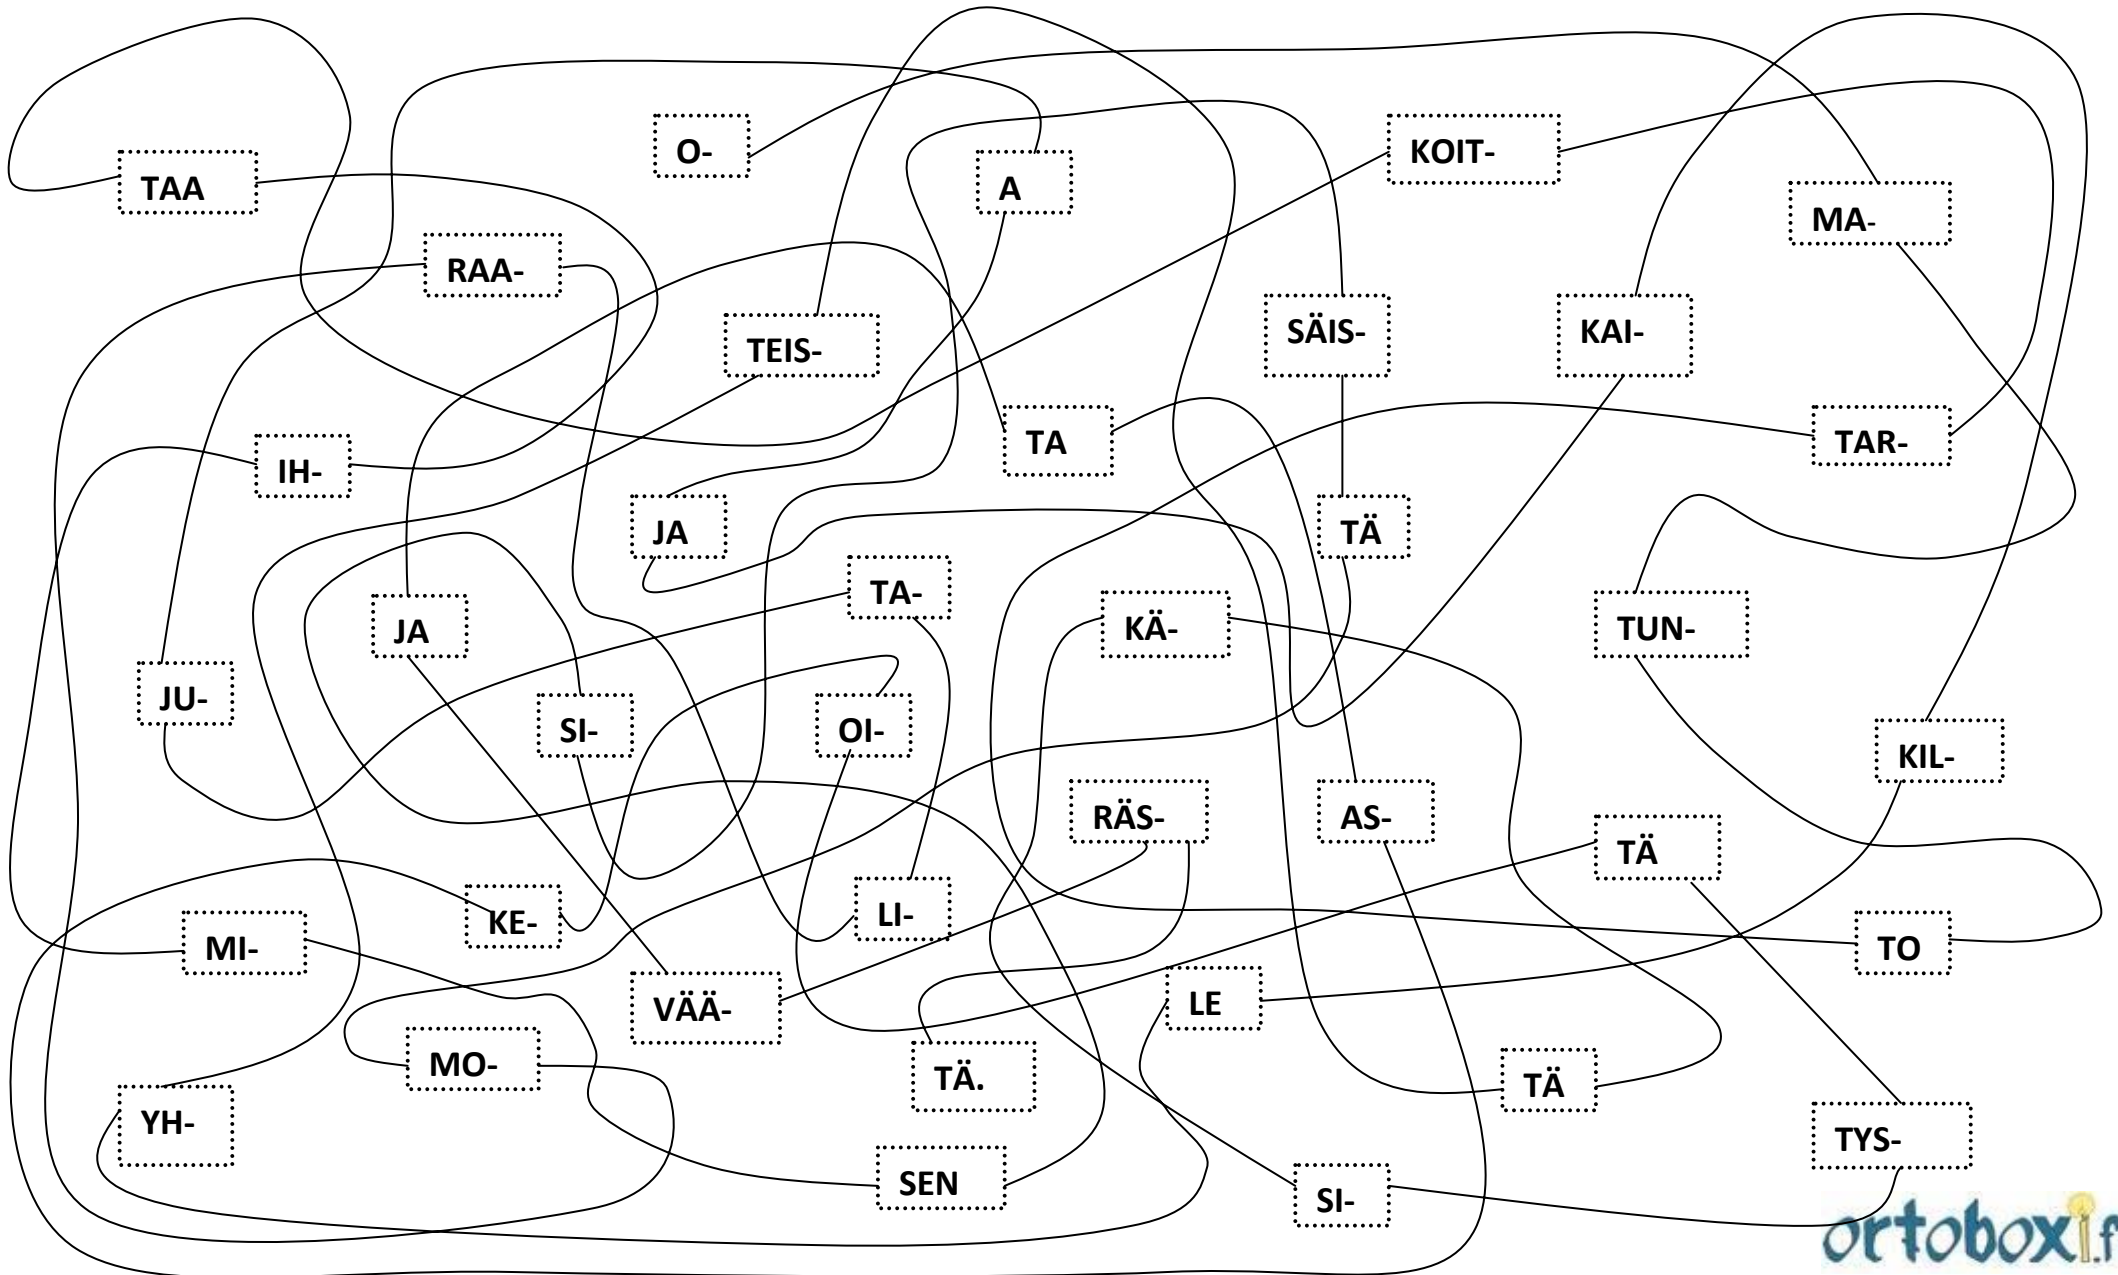 O-
KOIT-
TAA
A
MA-
RAA-
TEIS-
SÄIS-
KAI-
TA
TAR-
IH-
JA
TÄ
TA-
KÄ-
TUN-
JA
JU-
SI-
OI-
KIL-
RÄS-
AS-
TÄ
KE-
LI-
MI-
TO
VÄÄ-
LE
MO-
TÄ.
TÄ
YH-
TYS-
SEN
SI-
ortoboxi.f